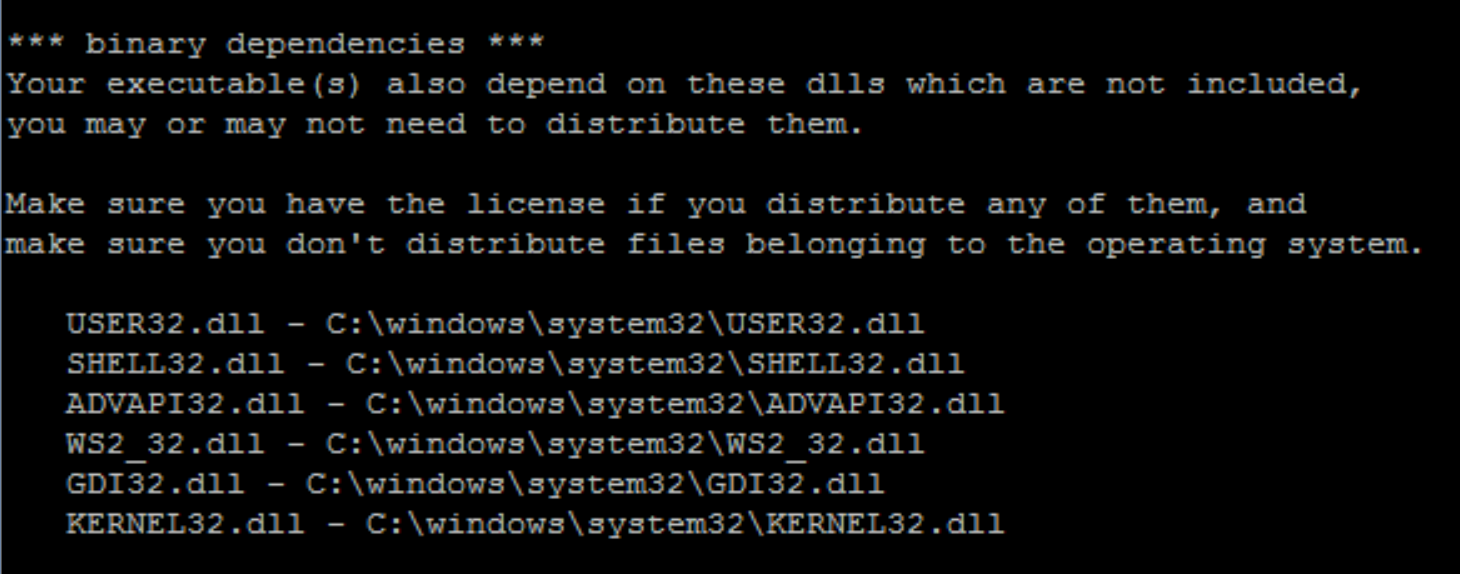 *** binary dependencies ***
Your executable(s) also depend on these dlls which are not included,
you may or may not need to distribute them.
Make sure you have the license if you distribute any of them, and
make sure you don't distribute files belonging to the operating system.
USER32.dll - C:\windows\system32\USER32.dll
SHELL32.dll - C:\windows\system32\SHELL32.dll
ADVAPI32.dll - C:\windows\system32\ADVAPI32.dll
WS2_32.dll - C:\windows\system32\WS2_32.dll
GDI32.dll - C:\windows\system32\GDI32.dll
KERNEL32.dll - C:\windows\system32\KERNEL32.dll